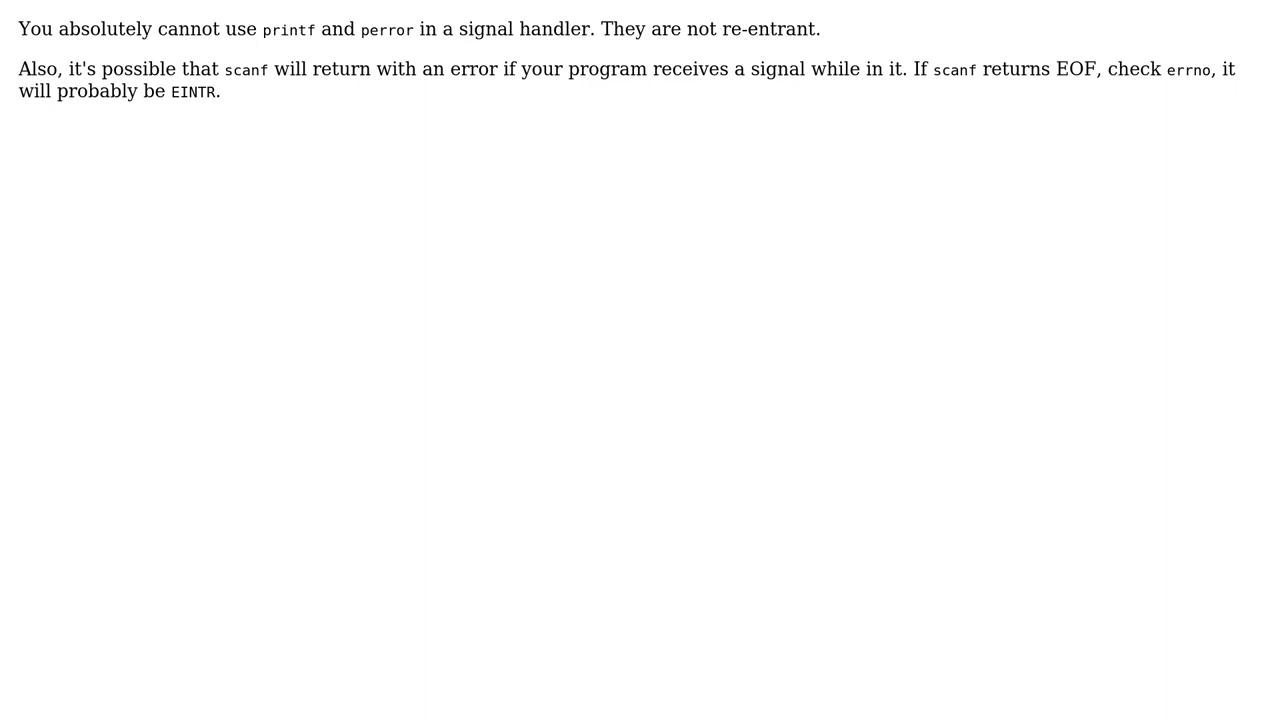 You absolutely cannot use printf and perror in a signal handler. They are not re-entrant.
Also, it's possible that scanf will return with an error if your program receives a signal while in it. If scanf returns EOF, check errno, it
will probably be EINTR.